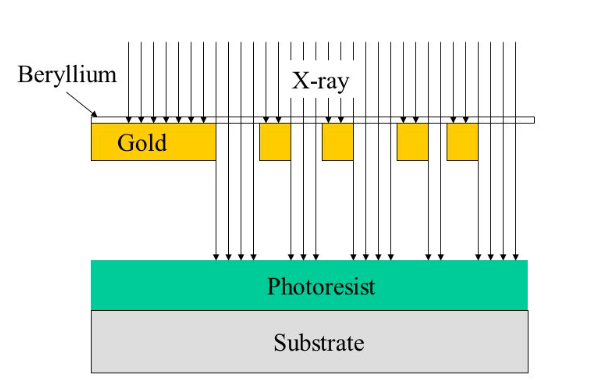 Beryllium
X-ray
Gold
Photoresist
Substrate